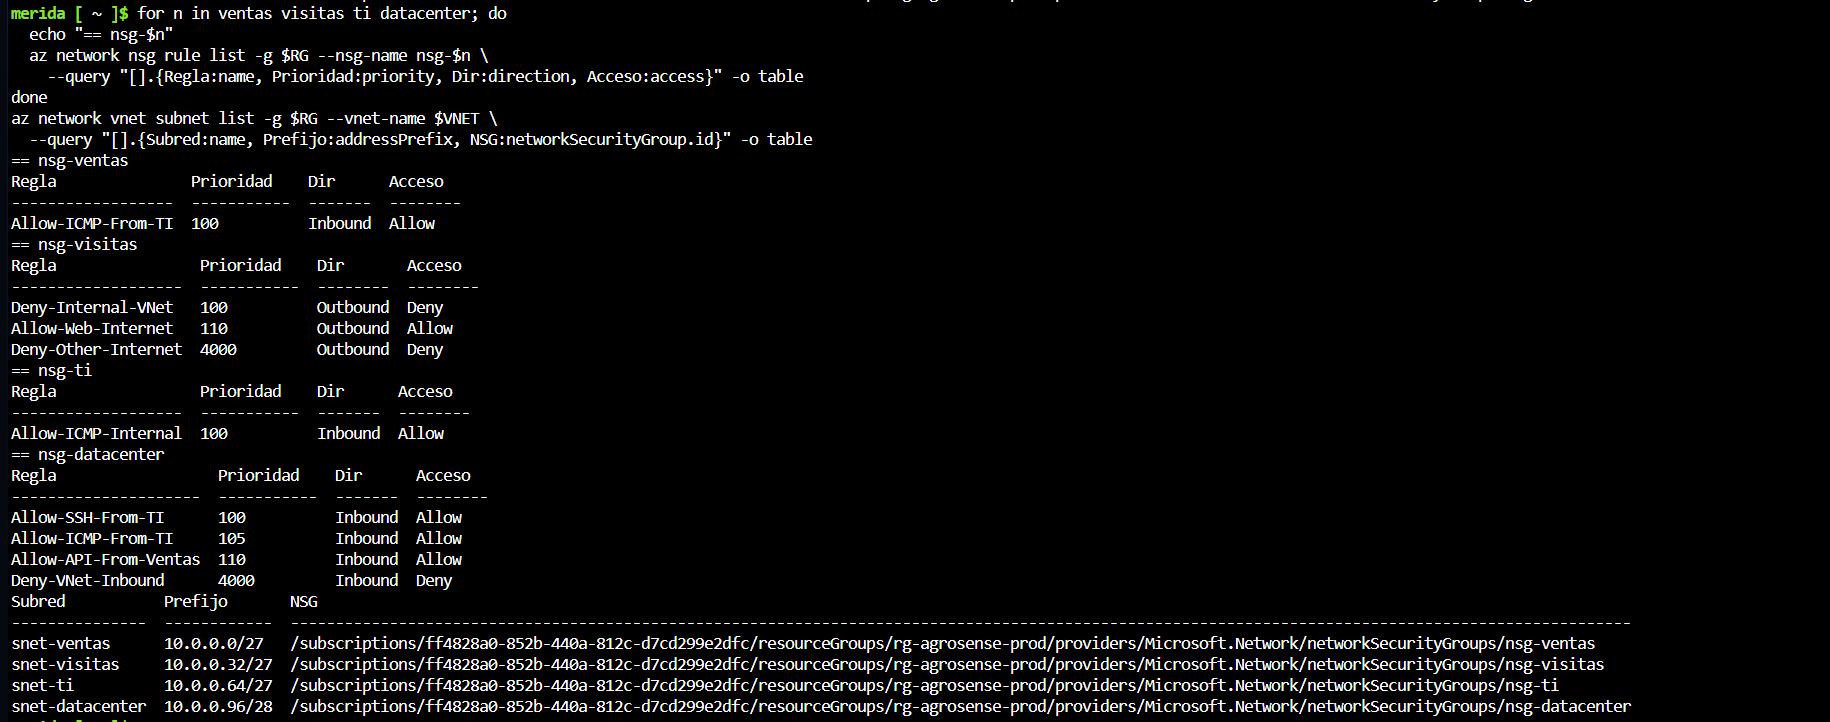 merida [ ~ ]$ for n in ventas visitas ti datacenter; do
  echo "== nsg-$n"
  az network nsg rule list -g $RG --nsg-name nsg-$n \
    --query "[].{Regla:name, Prioridad:priority, Dir:direction, Acceso:access}" -o table
done
az network vnet subnet list -g $RG --vnet-name $VNET \
  --query "[].{Subred:name, Prefijo:addressPrefix, NSG:networkSecurityGroup.id}" -o table
== nsg-ventas
Regla               Prioridad    Dir      Acceso
------------------  -----------  -------  --------
Allow-ICMP-From-TI  100          Inbound  Allow
== nsg-visitas
Regla                Prioridad    Dir       Acceso
-------------------  -----------  --------  --------
Deny-Internal-VNet   100          Outbound  Deny
Allow-Web-Internet   110          Outbound  Allow
Deny-Other-Internet  4000         Outbound  Deny
== nsg-ti
Regla                Prioridad    Dir      Acceso
-------------------  -----------  -------  --------
Allow-ICMP-Internal  100          Inbound  Allow
== nsg-datacenter
Regla                  Prioridad    Dir      Acceso
---------------------  -----------  -------  --------
Allow-SSH-From-TI      100          Inbound  Allow
Allow-ICMP-From-TI     105          Inbound  Allow
Allow-API-From-Ventas  110          Inbound  Allow
Deny-VNet-Inbound      4000         Inbound  Deny
Subred           Prefijo       NSG
---------------  ------------  -----------------------------------------------------------------------------------------------------------------------------------------------------
snet-ventas      10.0.0.0/27   /subscriptions/ff4828a0-852b-440a-812c-d7cd299e2dfc/resourceGroups/rg-agrosense-prod/providers/Microsoft.Network/networkSecurityGroups/nsg-ventas
snet-visitas     10.0.0.32/27  /subscriptions/ff4828a0-852b-440a-812c-d7cd299e2dfc/resourceGroups/rg-agrosense-prod/providers/Microsoft.Network/networkSecurityGroups/nsg-visitas
snet-ti          10.0.0.64/27  /subscriptions/ff4828a0-852b-440a-812c-d7cd299e2dfc/resourceGroups/rg-agrosense-prod/providers/Microsoft.Network/networkSecurityGroups/nsg-ti
snet-datacenter  10.0.0.96/28  /subscriptions/ff4828a0-852b-440a-812c-d7cd299e2dfc/resourceGroups/rg-agrosense-prod/providers/Microsoft.Network/networkSecurityGroups/nsg-datacenter